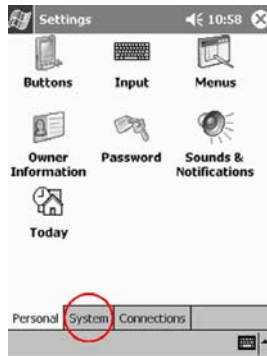 Settings 10:58
Buttons Input Menus
Owner Information Password Sounds & Notifications
Today
Personal System Connections